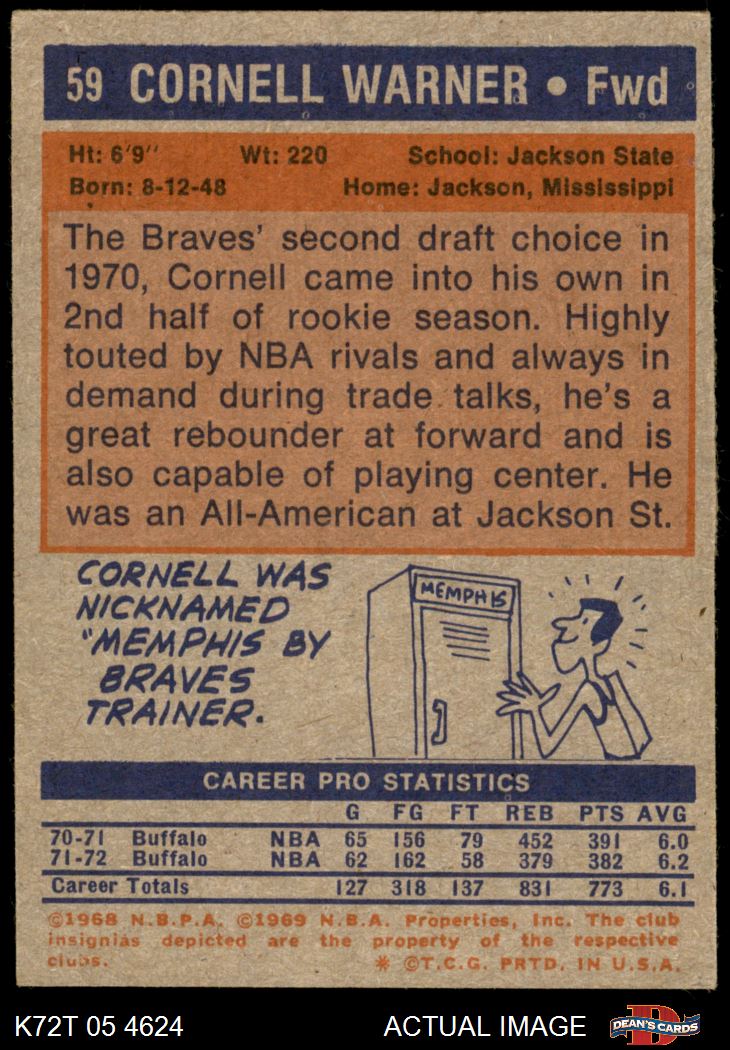 59 CORNELL WARNER • Fwd
Ht: 6'9'' Wt: 220 School: Jackson State
Born: 8-12-48 Home: Jackson, Mississippi
The Braves' second draft choice in
1970, Cornell came into his own in
2nd half of rookie season. Highly
touted by NBA rivals and always in
demand during trade talks, he's a
great rebounder at forward and is
also capable of playing center. He
was an All-American at Jackson St.
CORNELL WAS
NICKNAMED
"MEMPHIS BY
BRAVES
TRAINER.
MEMPHIS
CAREER PRO STATISTICS
G FG FT REB PTS AVG
70-71 Buffalo NBA 65 156 79 452 391 6.0
71-72 Buffalo NBA 62 162 58 379 382 6.2
Career Totals 127 318 137 831 773 6.1
©1968 N.B.P.A. ©1969 N.B.A. Properties, Inc. The club
insignias depicted are the property of the respective
clubs. * ©T.C.G. PRTD. IN U.S.A.
K72T 05 4624 ACTUAL IMAGE D DEAN'S CARDS